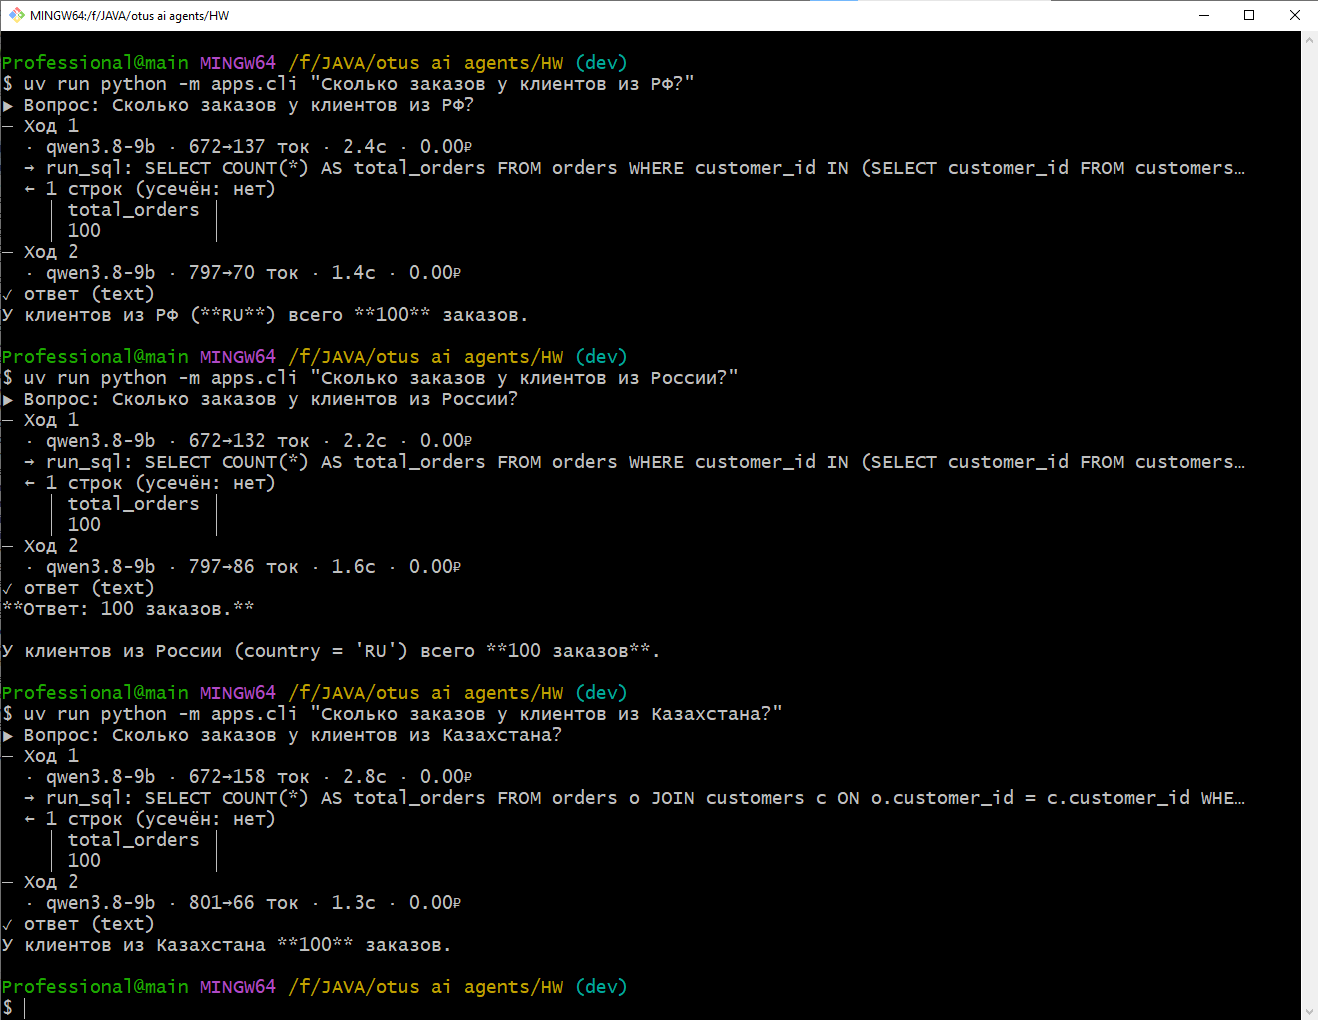 MINGW64:/f/JAVA/otus ai agents/HW
Professional@main MINGW64 /f/JAVA/otus ai agents/HW (dev)
$ uv run python -m apps.cli "Сколько заказов у клиентов из РФ?"
▶ Вопрос: Сколько заказов у клиентов из РФ?
— Ход 1
· qwen3.8-9b · 672→137 ток · 2.4с · 0.00₽
→ run_sql: SELECT COUNT(*) AS total_orders FROM orders WHERE customer_id IN (SELECT customer_id FROM customers…
← 1 строк (усечён: нет)
│ total_orders │
│ 100 │
— Ход 2
· qwen3.8-9b · 797→70 ток · 1.4с · 0.00₽
✓ ответ (text)
У клиентов из РФ (**RU**) всего **100** заказов.
Professional@main MINGW64 /f/JAVA/otus ai agents/HW (dev)
$ uv run python -m apps.cli "Сколько заказов у клиентов из России?"
▶ Вопрос: Сколько заказов у клиентов из России?
— Ход 1
· qwen3.8-9b · 672→132 ток · 2.2с · 0.00₽
→ run_sql: SELECT COUNT(*) AS total_orders FROM orders WHERE customer_id IN (SELECT customer_id FROM customers…
← 1 строк (усечён: нет)
│ total_orders │
│ 100 │
— Ход 2
· qwen3.8-9b · 797→86 ток · 1.6с · 0.00₽
✓ ответ (text)
**Ответ: 100 заказов.**
У клиентов из России (country = 'RU') всего **100 заказов**.
Professional@main MINGW64 /f/JAVA/otus ai agents/HW (dev)
$ uv run python -m apps.cli "Сколько заказов у клиентов из Казахстана?"
▶ Вопрос: Сколько заказов у клиентов из Казахстана?
— Ход 1
· qwen3.8-9b · 672→158 ток · 2.8с · 0.00₽
→ run_sql: SELECT COUNT(*) AS total_orders FROM orders o JOIN customers c ON o.customer_id = c.customer_id WHE…
← 1 строк (усечён: нет)
│ total_orders │
│ 100 │
— Ход 2
· qwen3.8-9b · 801→66 ток · 1.3с · 0.00₽
✓ ответ (text)
У клиентов из Казахстана **100** заказов.
Professional@main MINGW64 /f/JAVA/otus ai agents/HW (dev)
$